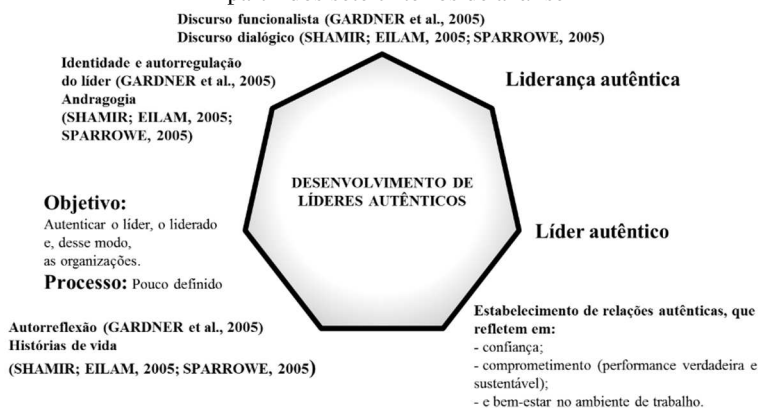 Discurso funcionalista (GARDNER et al., 2005)
Discurso dialógico (SHAMIR; EILAM, 2005; SPARROWE, 2005)
Identidade e autorregulação
do líder (GARDNER et al., 2005)
Andragogia
(SHAMIR; EILAM, 2005;
SPARROWE, 2005)
Liderança autêntica
DESENVOLVIMENTO DE
LÍDERES AUTÊNTICOS
Objetivo:
Autenticar o líder, o liderado
e, desse modo,
as organizações.
Processo: Pouco definido
Líder autêntico
Autorreflexão (GARDNER et al., 2005)
Histórias de vida
(SHAMIR; EILAM, 2005; SPARROWE, 2005)
Estabelecimento de relações autênticas, que
refletem em:
- confiança;
- comprometimento (performance verdadeira e
sustentável);
- e bem-estar no ambiente de trabalho.